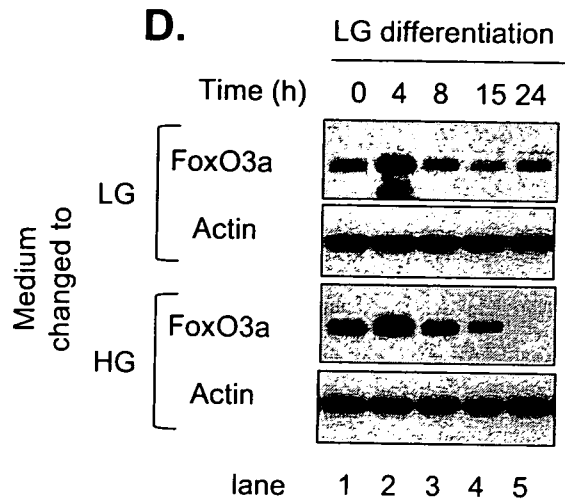 D.
LG differentiation
Time (h) 0 4 8 15 24
Medium changed to
LG
FoxO3a
Actin
HG
FoxO3a
Actin
lane 1 2 3 4 5